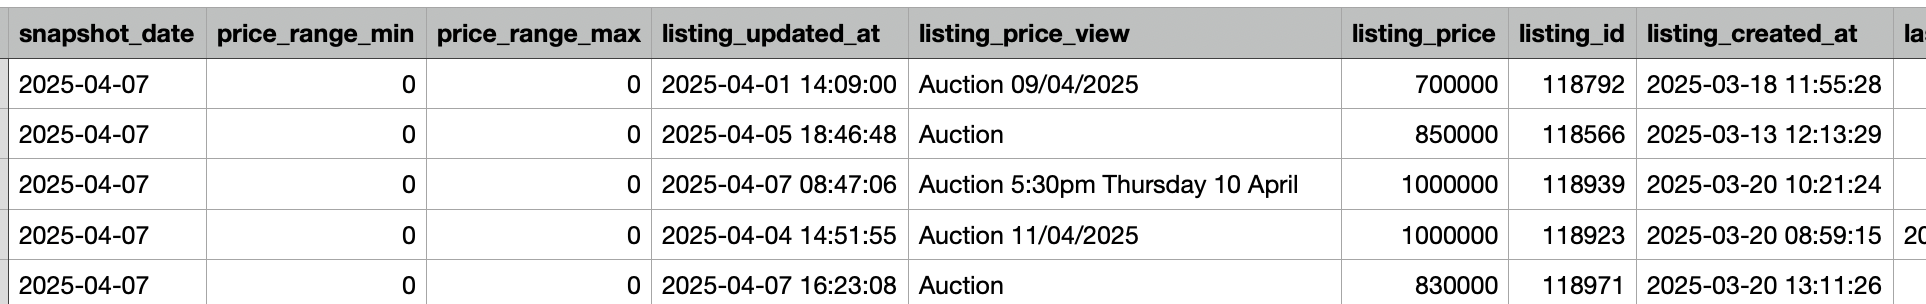 snapshot_date price_range_min price_range_max listing_updated_at listing_price_view listing_price listing_id listing_created_at la
2025-04-07 0 0 2025-04-01 14:09:00 Auction 09/04/2025 700000 118792 2025-03-18 11:55:28
2025-04-07 0 0 2025-04-05 18:46:48 Auction 850000 118566 2025-03-13 12:13:29
2025-04-07 0 0 2025-04-07 08:47:06 Auction 5:30pm Thursday 10 April 1000000 118939 2025-03-20 10:21:24
2025-04-07 0 0 2025-04-04 14:51:55 Auction 11/04/2025 1000000 118923 2025-03-20 08:59:15 20
2025-04-07 0 0 2025-04-07 16:23:08 Auction 830000 118971 2025-03-20 13:11:26